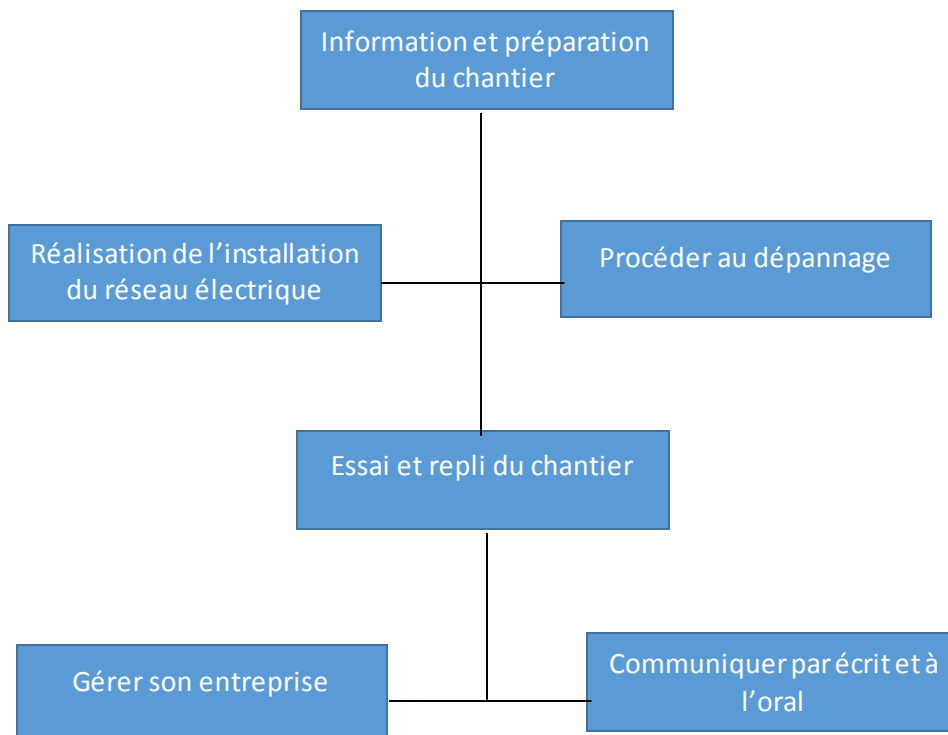 Information et préparation
du chantier
Réalisation de l’installation
du réseau électrique
Procéder au dépannage
Essai et repli du chantier
Gérer son entreprise
Communiquer par écrit et à
l’oral